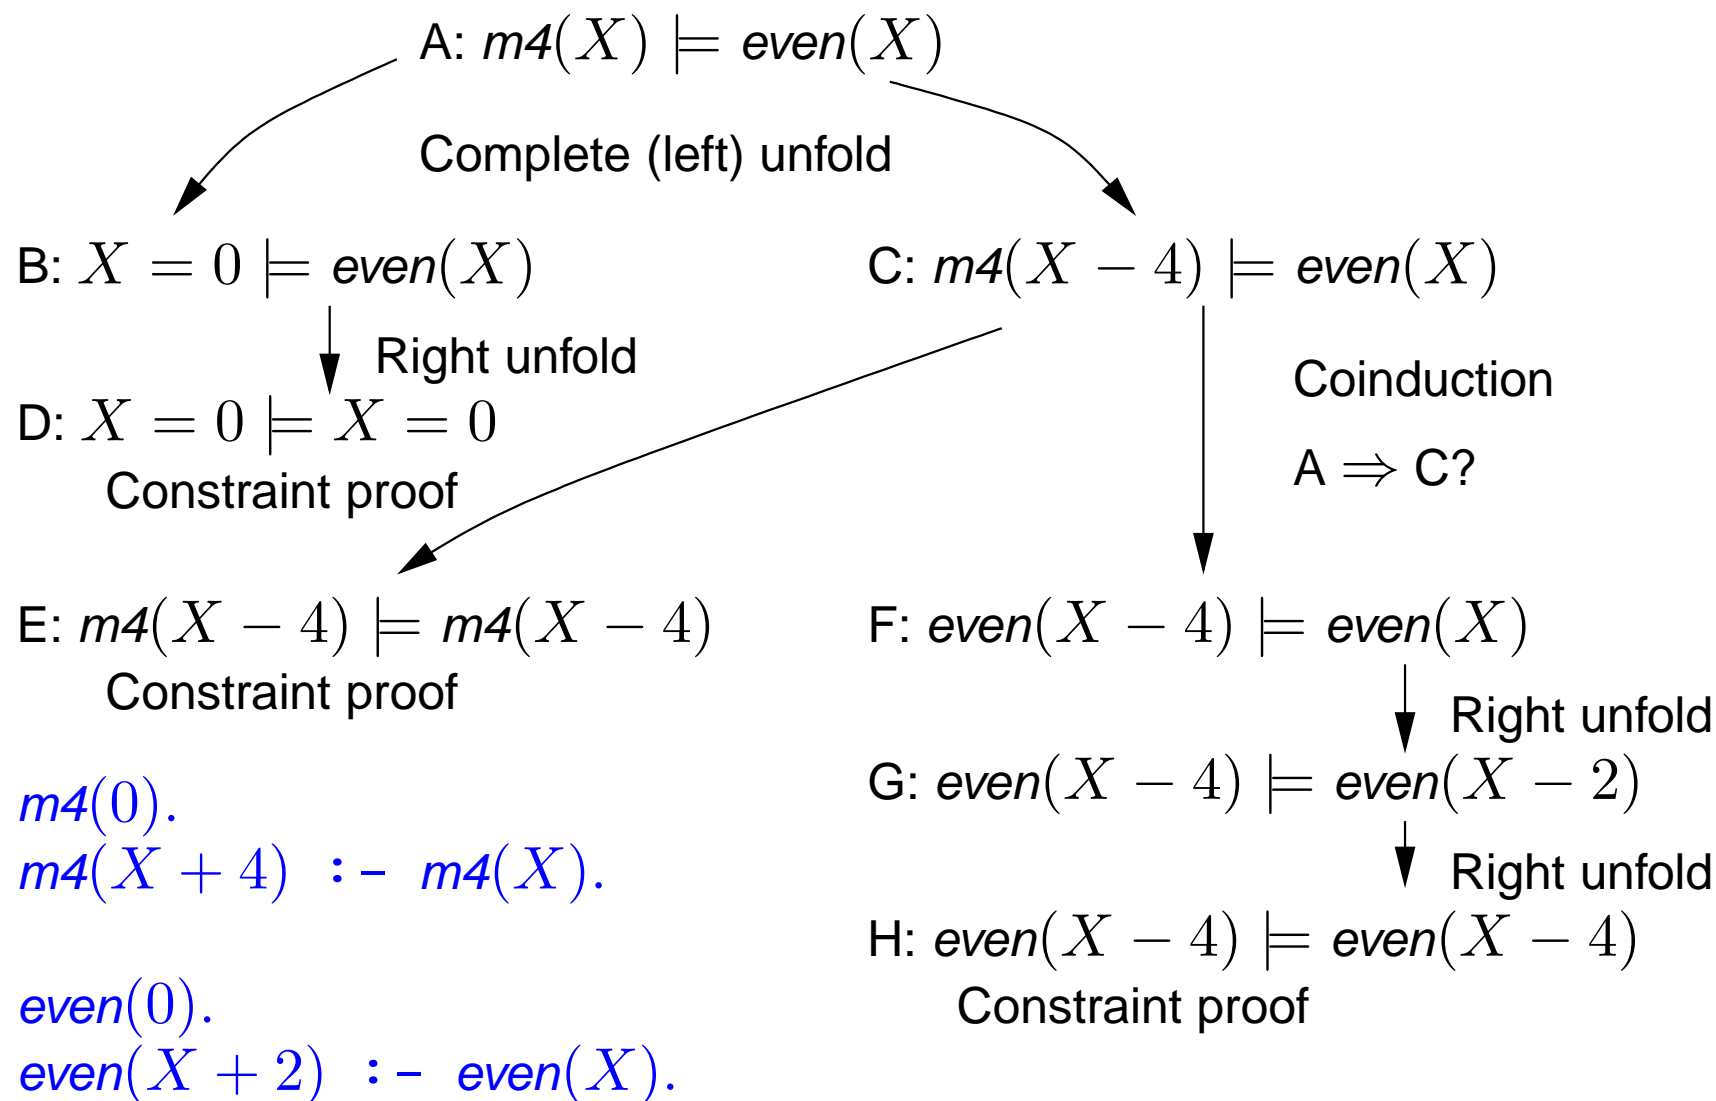 A: m4(X) ⊨ even(X)
Complete (left) unfold
B: X = 0 ⊨ even(X)
C: m4(X − 4) ⊨ even(X)
Right unfold
Coinduction
D: X = 0 ⊨ X = 0
A ⇒ C?
Constraint proof
E: m4(X − 4) ⊨ m4(X − 4)
Constraint proof
F: even(X − 4) ⊨ even(X)
Right unfold
G: even(X − 4) ⊨ even(X − 2)
Right unfold
H: even(X − 4) ⊨ even(X − 4)
Constraint proof
m4(0).
m4(X + 4) :- m4(X).
even(0).
even(X + 2) :- even(X).